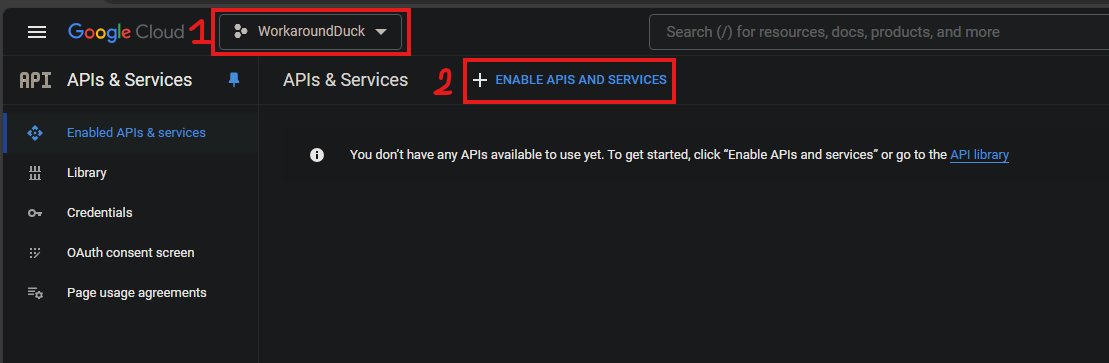 1
Google Cloud
WorkaroundDuck
Search (/) for resources, docs, products, and more
API
APIs & Services
APIs & Services
2
+ ENABLE APIS AND SERVICES
Enabled APIs & services
You don’t have any APIs available to use yet. To get started, click “Enable APIs and services” or go to the API library
Library
Credentials
OAuth consent screen
Page usage agreements